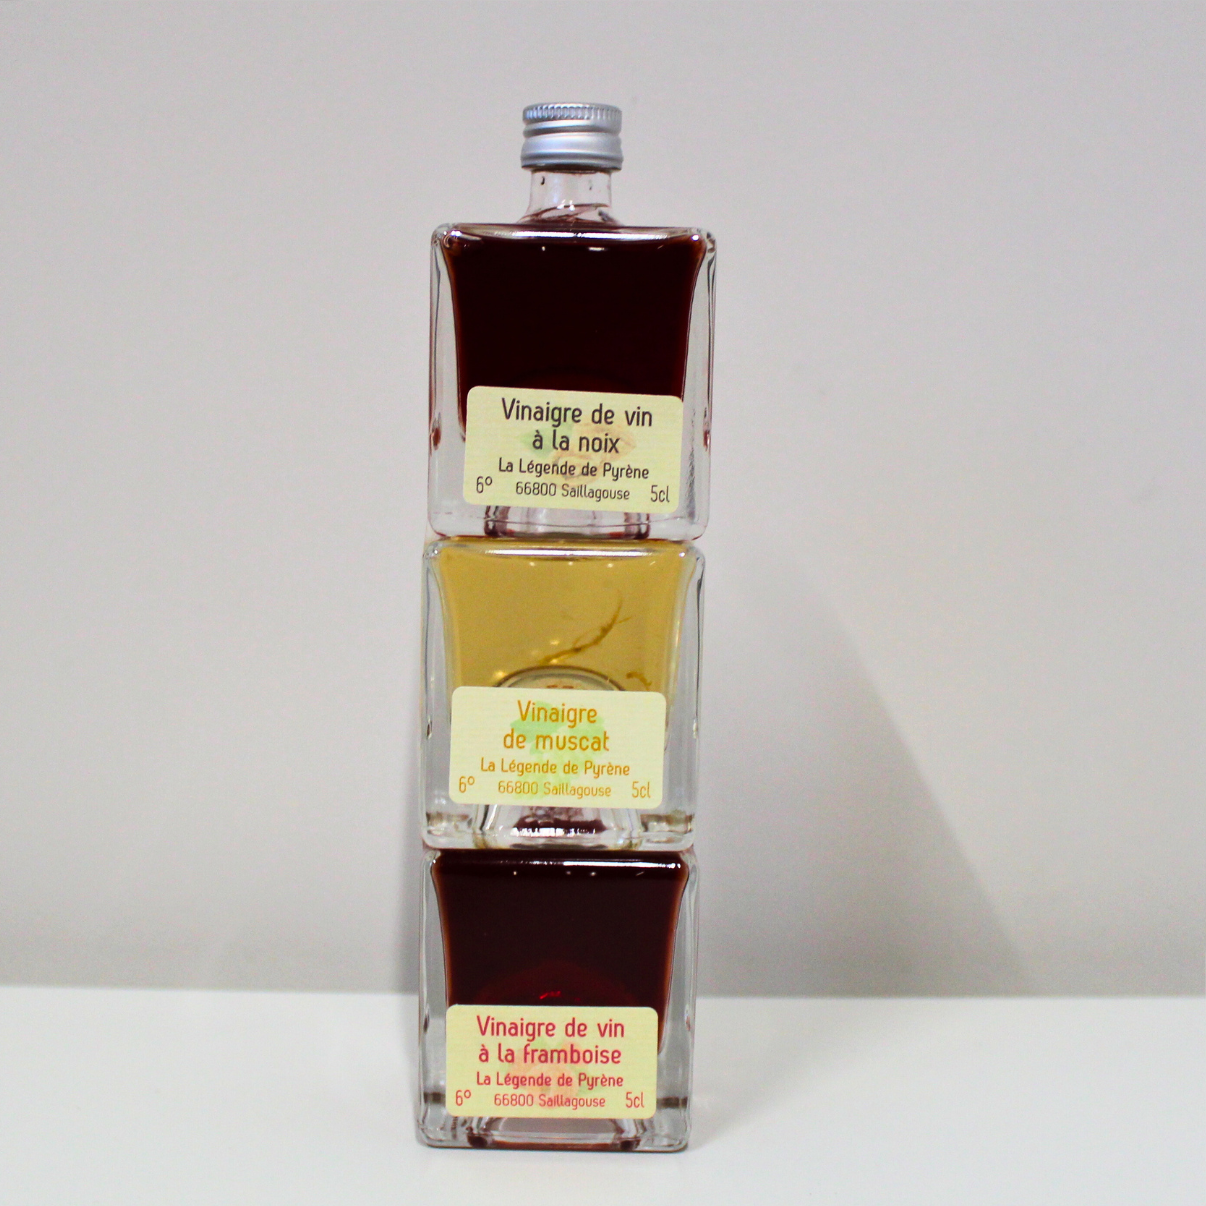 Vinaigre de vin
à la noix
La Légende de Pyrène
6° 66800 Saillagouse 5cl
Vinaigre
de muscat
La Légende de Pyrène
6° 66800 Saillagouse 5cl
Vinaigre de vin
à la framboise
La Légende de Pyrène
6° 66800 Saillagouse 5cl